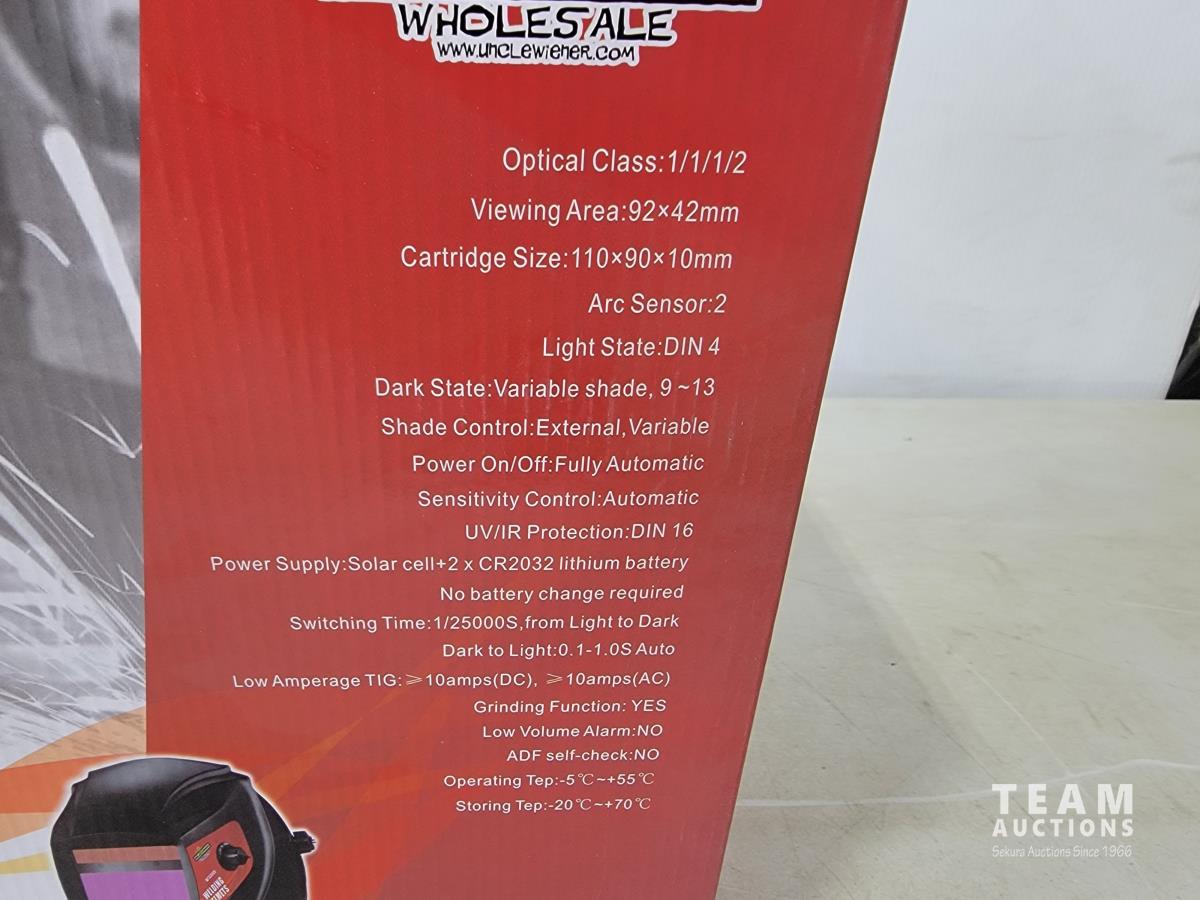 WHOLESALE
WWW.UNCLEWIENER.COM
Optical Class:1/1/1/2
Viewing Area:92×42mm
Cartridge Size:110×90×10mm
Arc Sensor:2
Light State:DIN 4
Dark State:Variable shade, 9 ~13
Shade Control:External,Variable
Power On/Off:Fully Automatic
Sensitivity Control:Automatic
UV/IR Protection:DIN 16
Power Supply:Solar cell+2 x CR2032 lithium battery
No battery change required
Switching Time:1/25000S,from Light to Dark
Dark to Light:0.1-1.0S Auto
Low Amperage TIG:≥10amps(DC), ≥10amps(AC)
Grinding Function: YES
Low Volume Alarm:NO
ADF self-check:NO
Operating Tep:-5℃~+55℃
Storing Tep:-20℃~+70℃
WELDING
TEAM
AUCTIONS
Sekura Auctions Since 1966